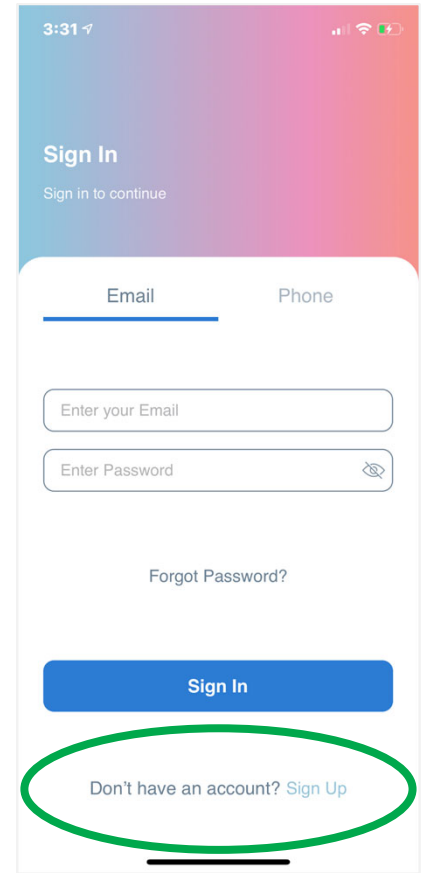 3:31
Sign In
Sign in to continue
Email Phone
Enter your Email
Enter Password
Forgot Password?
Sign In
Don't have an account? Sign Up